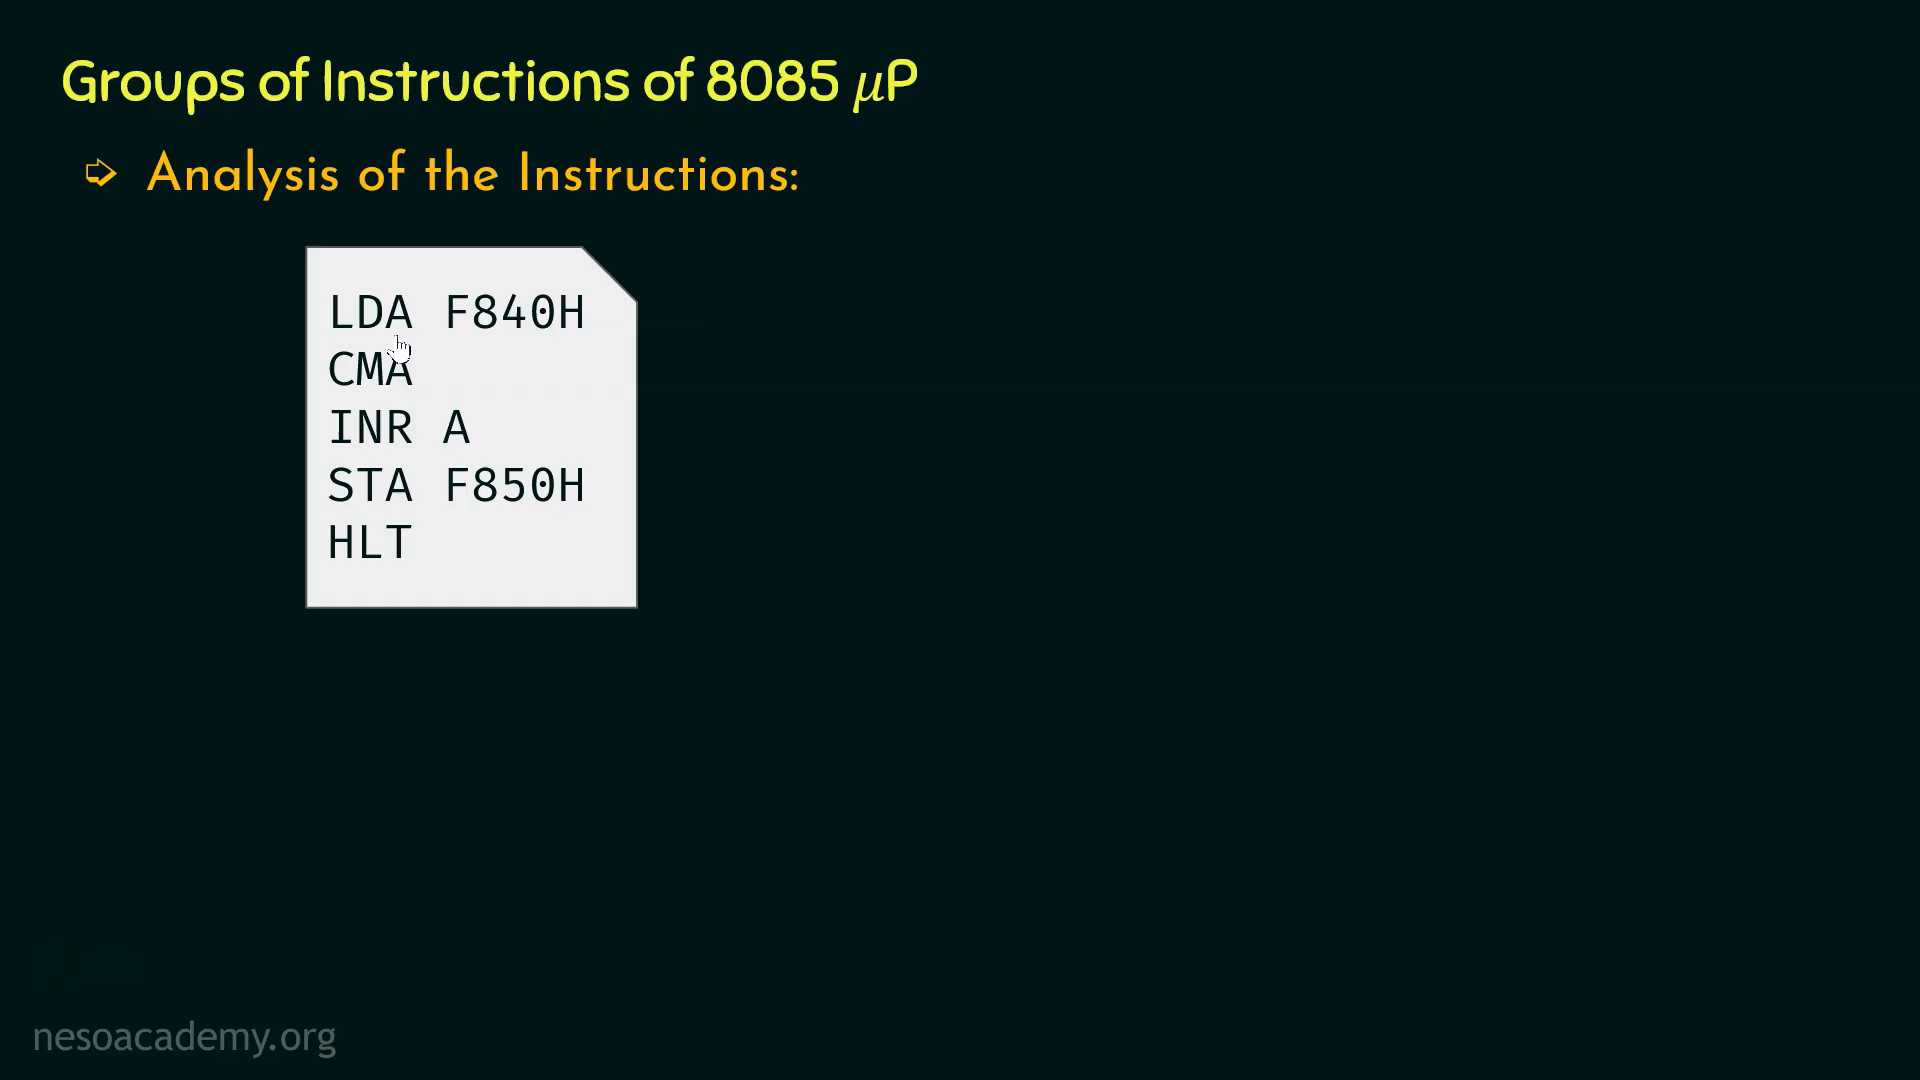 Groups of Instructions of 8085 μP
➩ Analysis of the Instructions:
LDA F840H
CMA
INR A
STA F850H
HLT
nesoacademy.org